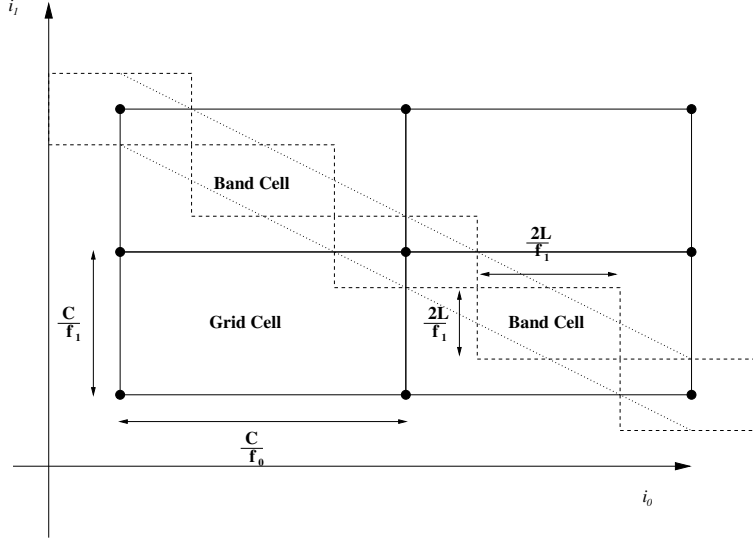 i₁
Band Cell
2L
f₁
C
f₁
Grid Cell
2L
f₁
Band Cell
C
f₀
i₀